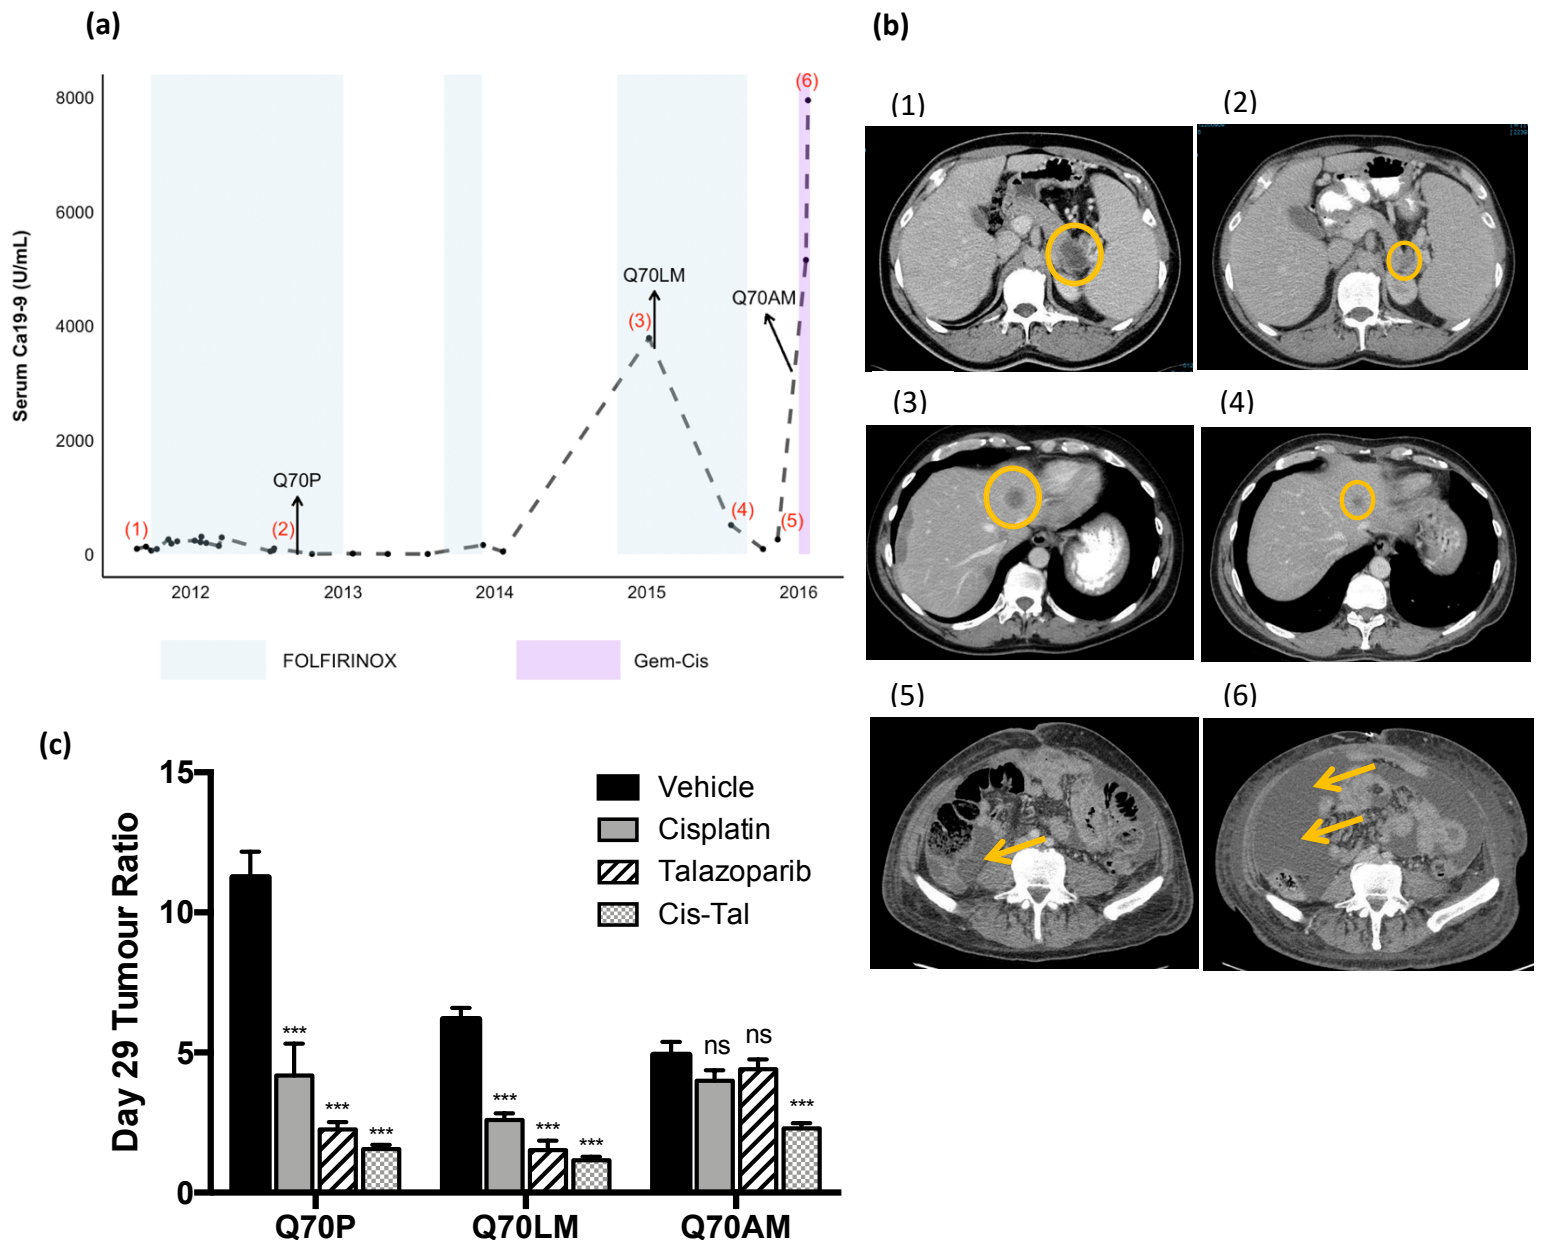 (a)
8000
6000
4000
2000
0
Serum Ca19-9 (U/mL)
(1)
(2)
Q70P
(3)
Q70LM
Q70AM
(4)
(5)
(6)
2012
2013
2014
2015
2016
FOLFIRINOX
Gem-Cis
(b)
(1)
(2)
(3)
(4)
(5)
(6)
(c)
15
10
5
0
Day 29 Tumour Ratio
Vehicle
Cisplatin
Talazoparib
Cis-Tal
***
***
***
***
***
***
ns
ns
***
Q70P
Q70LM
Q70AM